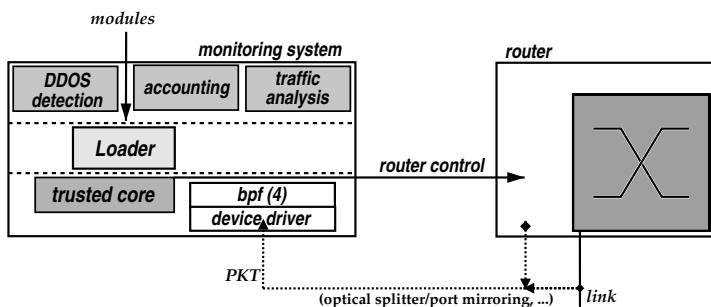 modules
monitoring system
router
DDOS
detection
accounting
traffic
analysis
Loader
router control
trusted core
bpf (4)
device driver
PKT
(optical splitter/port mirroring, ...)
link